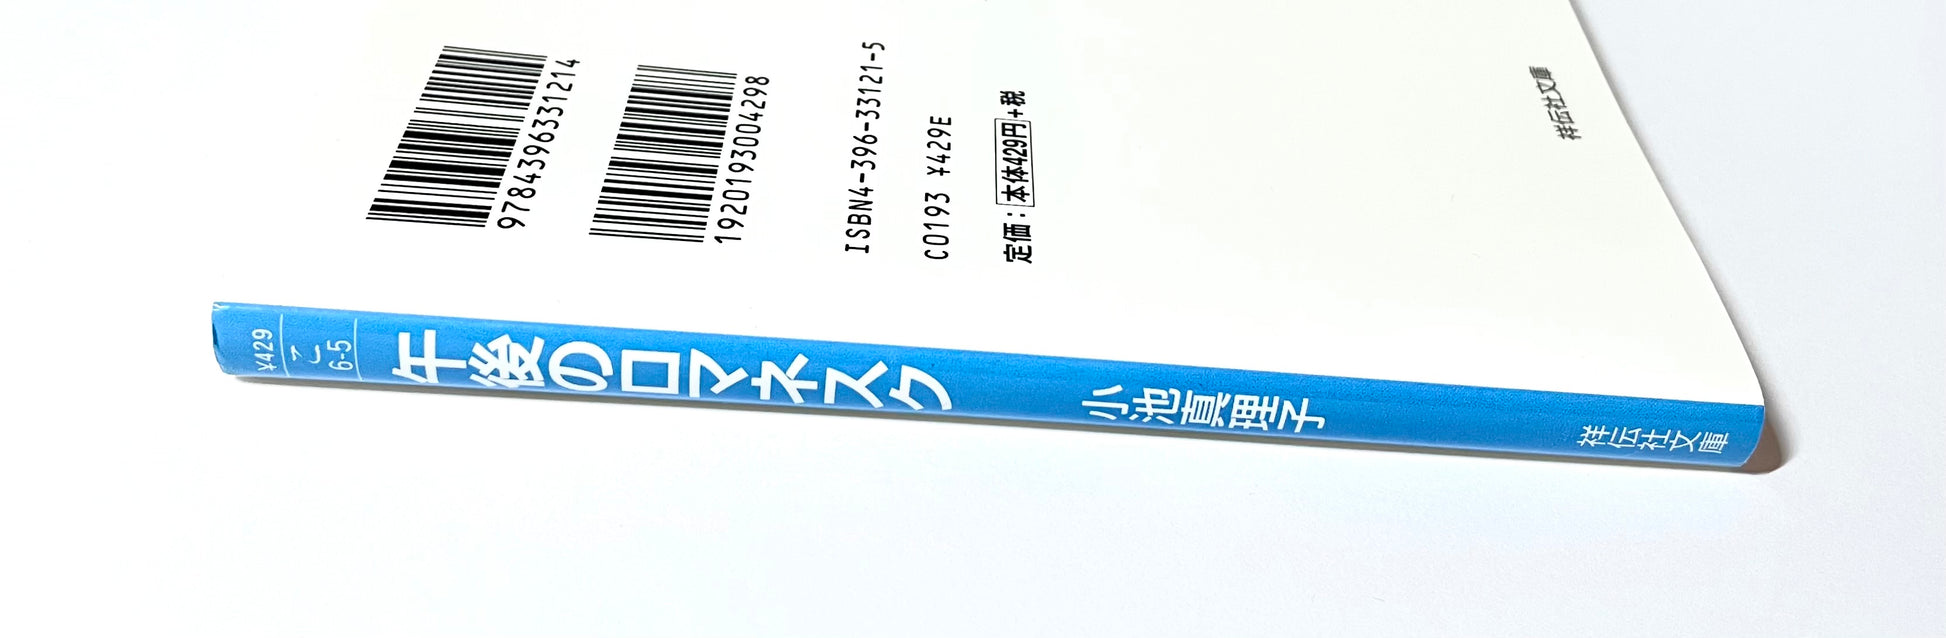 9784396331214
1920193004298
ISBN4-396-33121-5
C0193 ¥429E
定価：本体429円+税
祥伝社文庫
¥429
こ
6-5
午後のロマネスク
小池真理子
祥伝社文庫